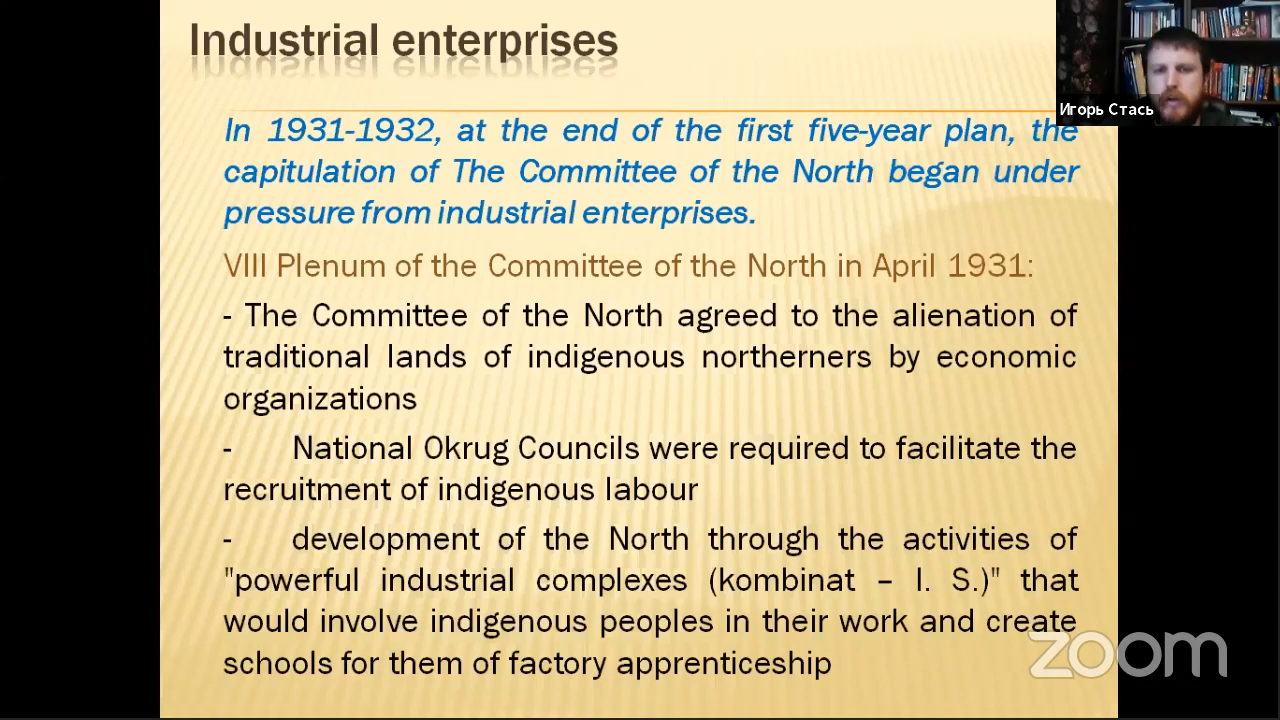 Industrial enterprises
Игорь Стась
In 1931-1932, at the end of the first five-year plan, the
capitulation of The Committee of the North began under
pressure from industrial enterprises.
VIII Plenum of the Committee of the North in April 1931:
- The Committee of the North agreed to the alienation of
traditional lands of indigenous northerners by economic
organizations
- National Okrug Councils were required to facilitate the
recruitment of indigenous labour
- development of the North through the activities of
"powerful industrial complexes (kombinat – I. S.)" that
would involve indigenous peoples in their work and create
schools for them of factory apprenticeship
zoom